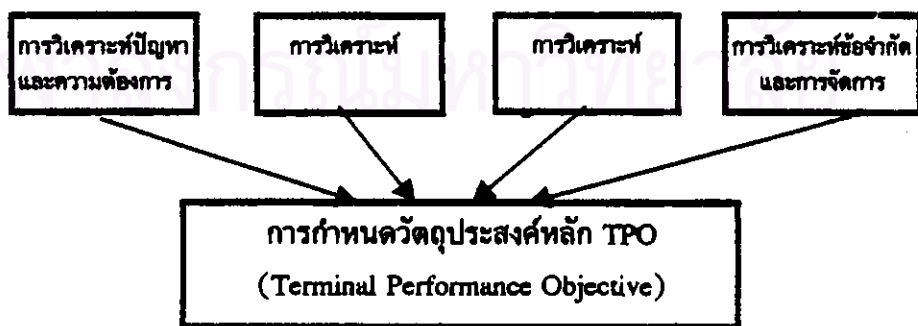 การวิเคราะห์ปัญหา
และความต้องการ
การวิเคราะห์
การวิเคราะห์
การวิเคราะห์ข้อจำกัด
และการจัดการ
การกำหนดวัตถุประสงค์หลัก TPO
(Terminal Performance Objective)